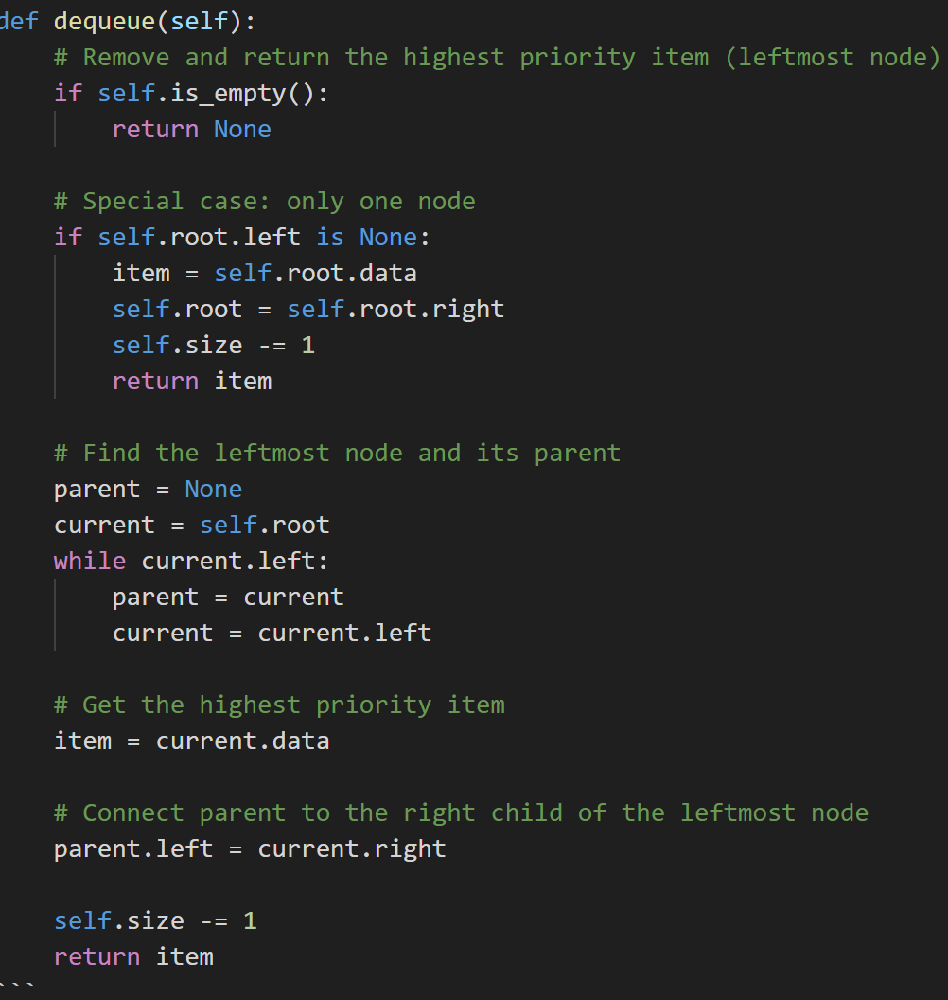 def dequeue(self):
    # Remove and return the highest priority item (leftmost node)
    if self.is_empty():
        return None

    # Special case: only one node
    if self.root.left is None:
        item = self.root.data
        self.root = self.root.right
        self.size -= 1
        return item

    # Find the leftmost node and its parent
    parent = None
    current = self.root
    while current.left:
        parent = current
        current = current.left

    # Get the highest priority item
    item = current.data

    # Connect parent to the right child of the leftmost node
    parent.left = current.right

    self.size -= 1
    return item
```